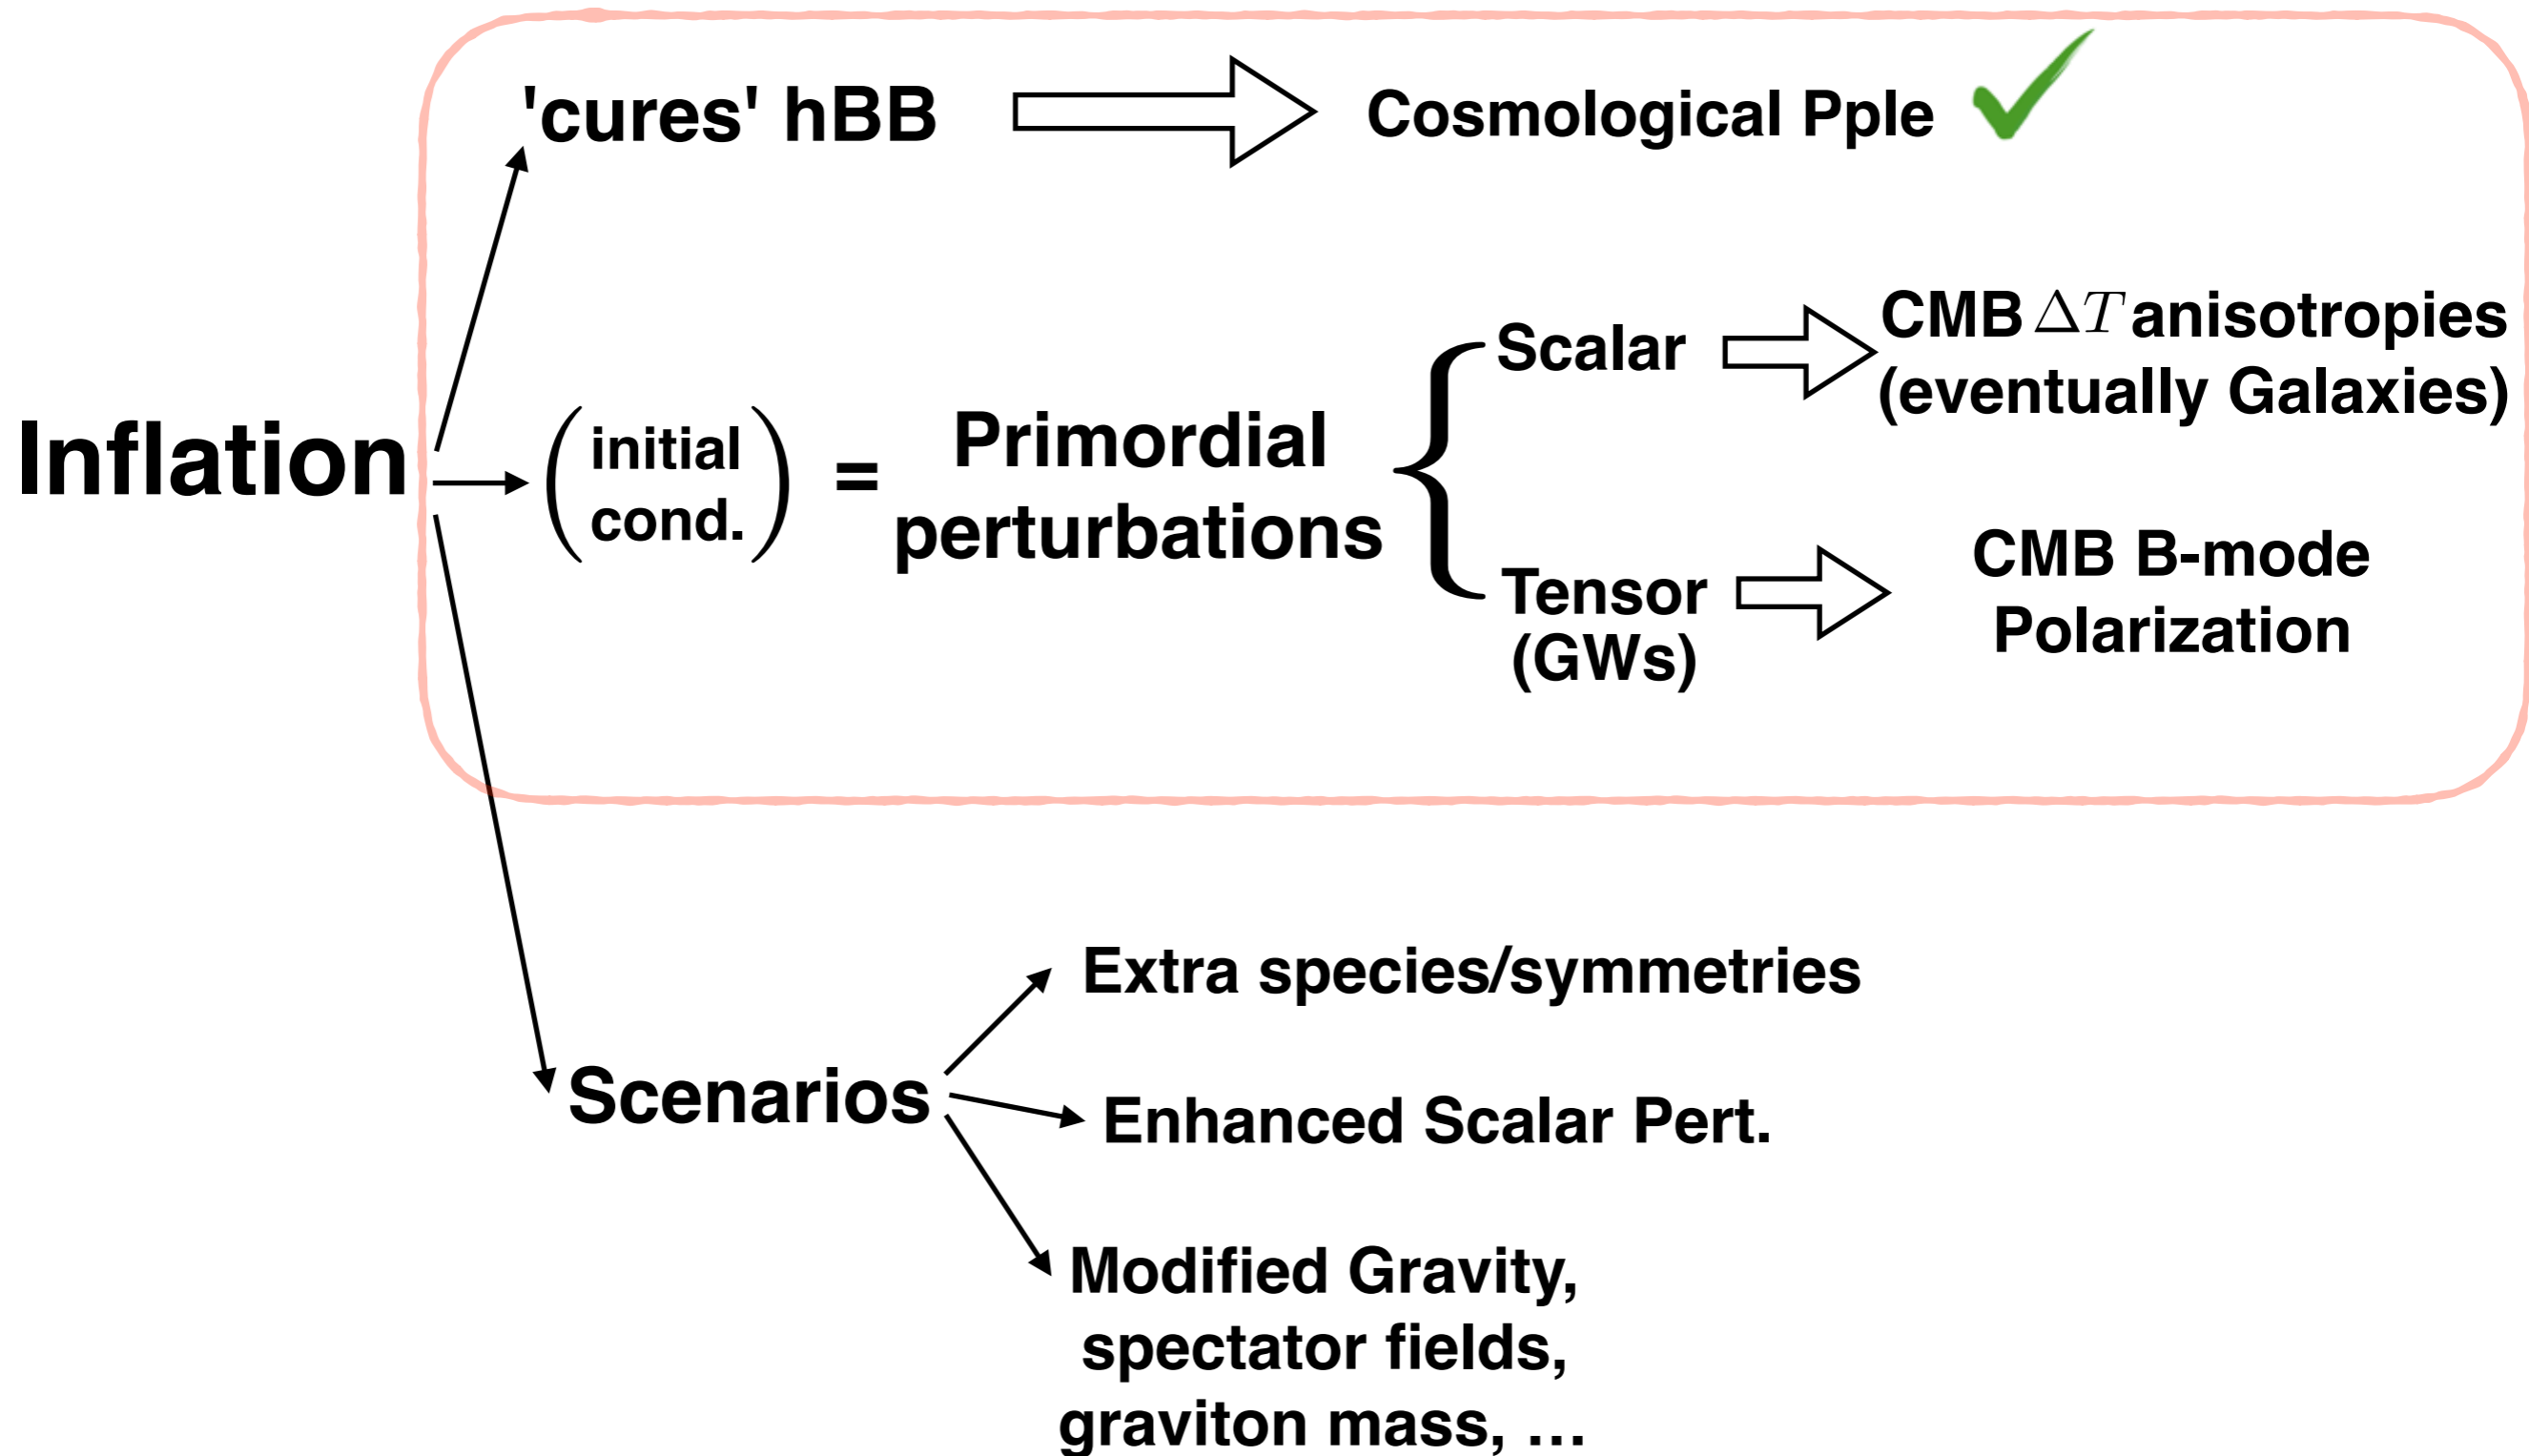 'cures' hBB
Cosmological Pple
Inflation
initial
cond.
=
Primordial
perturbations
Scalar
CMB ΔT anisotropies
(eventually Galaxies)
Tensor
(GWs)
CMB B-mode
Polarization
Scenarios
Extra species/symmetries
Enhanced Scalar Pert.
Modified Gravity,
spectator fields,
graviton mass, ...